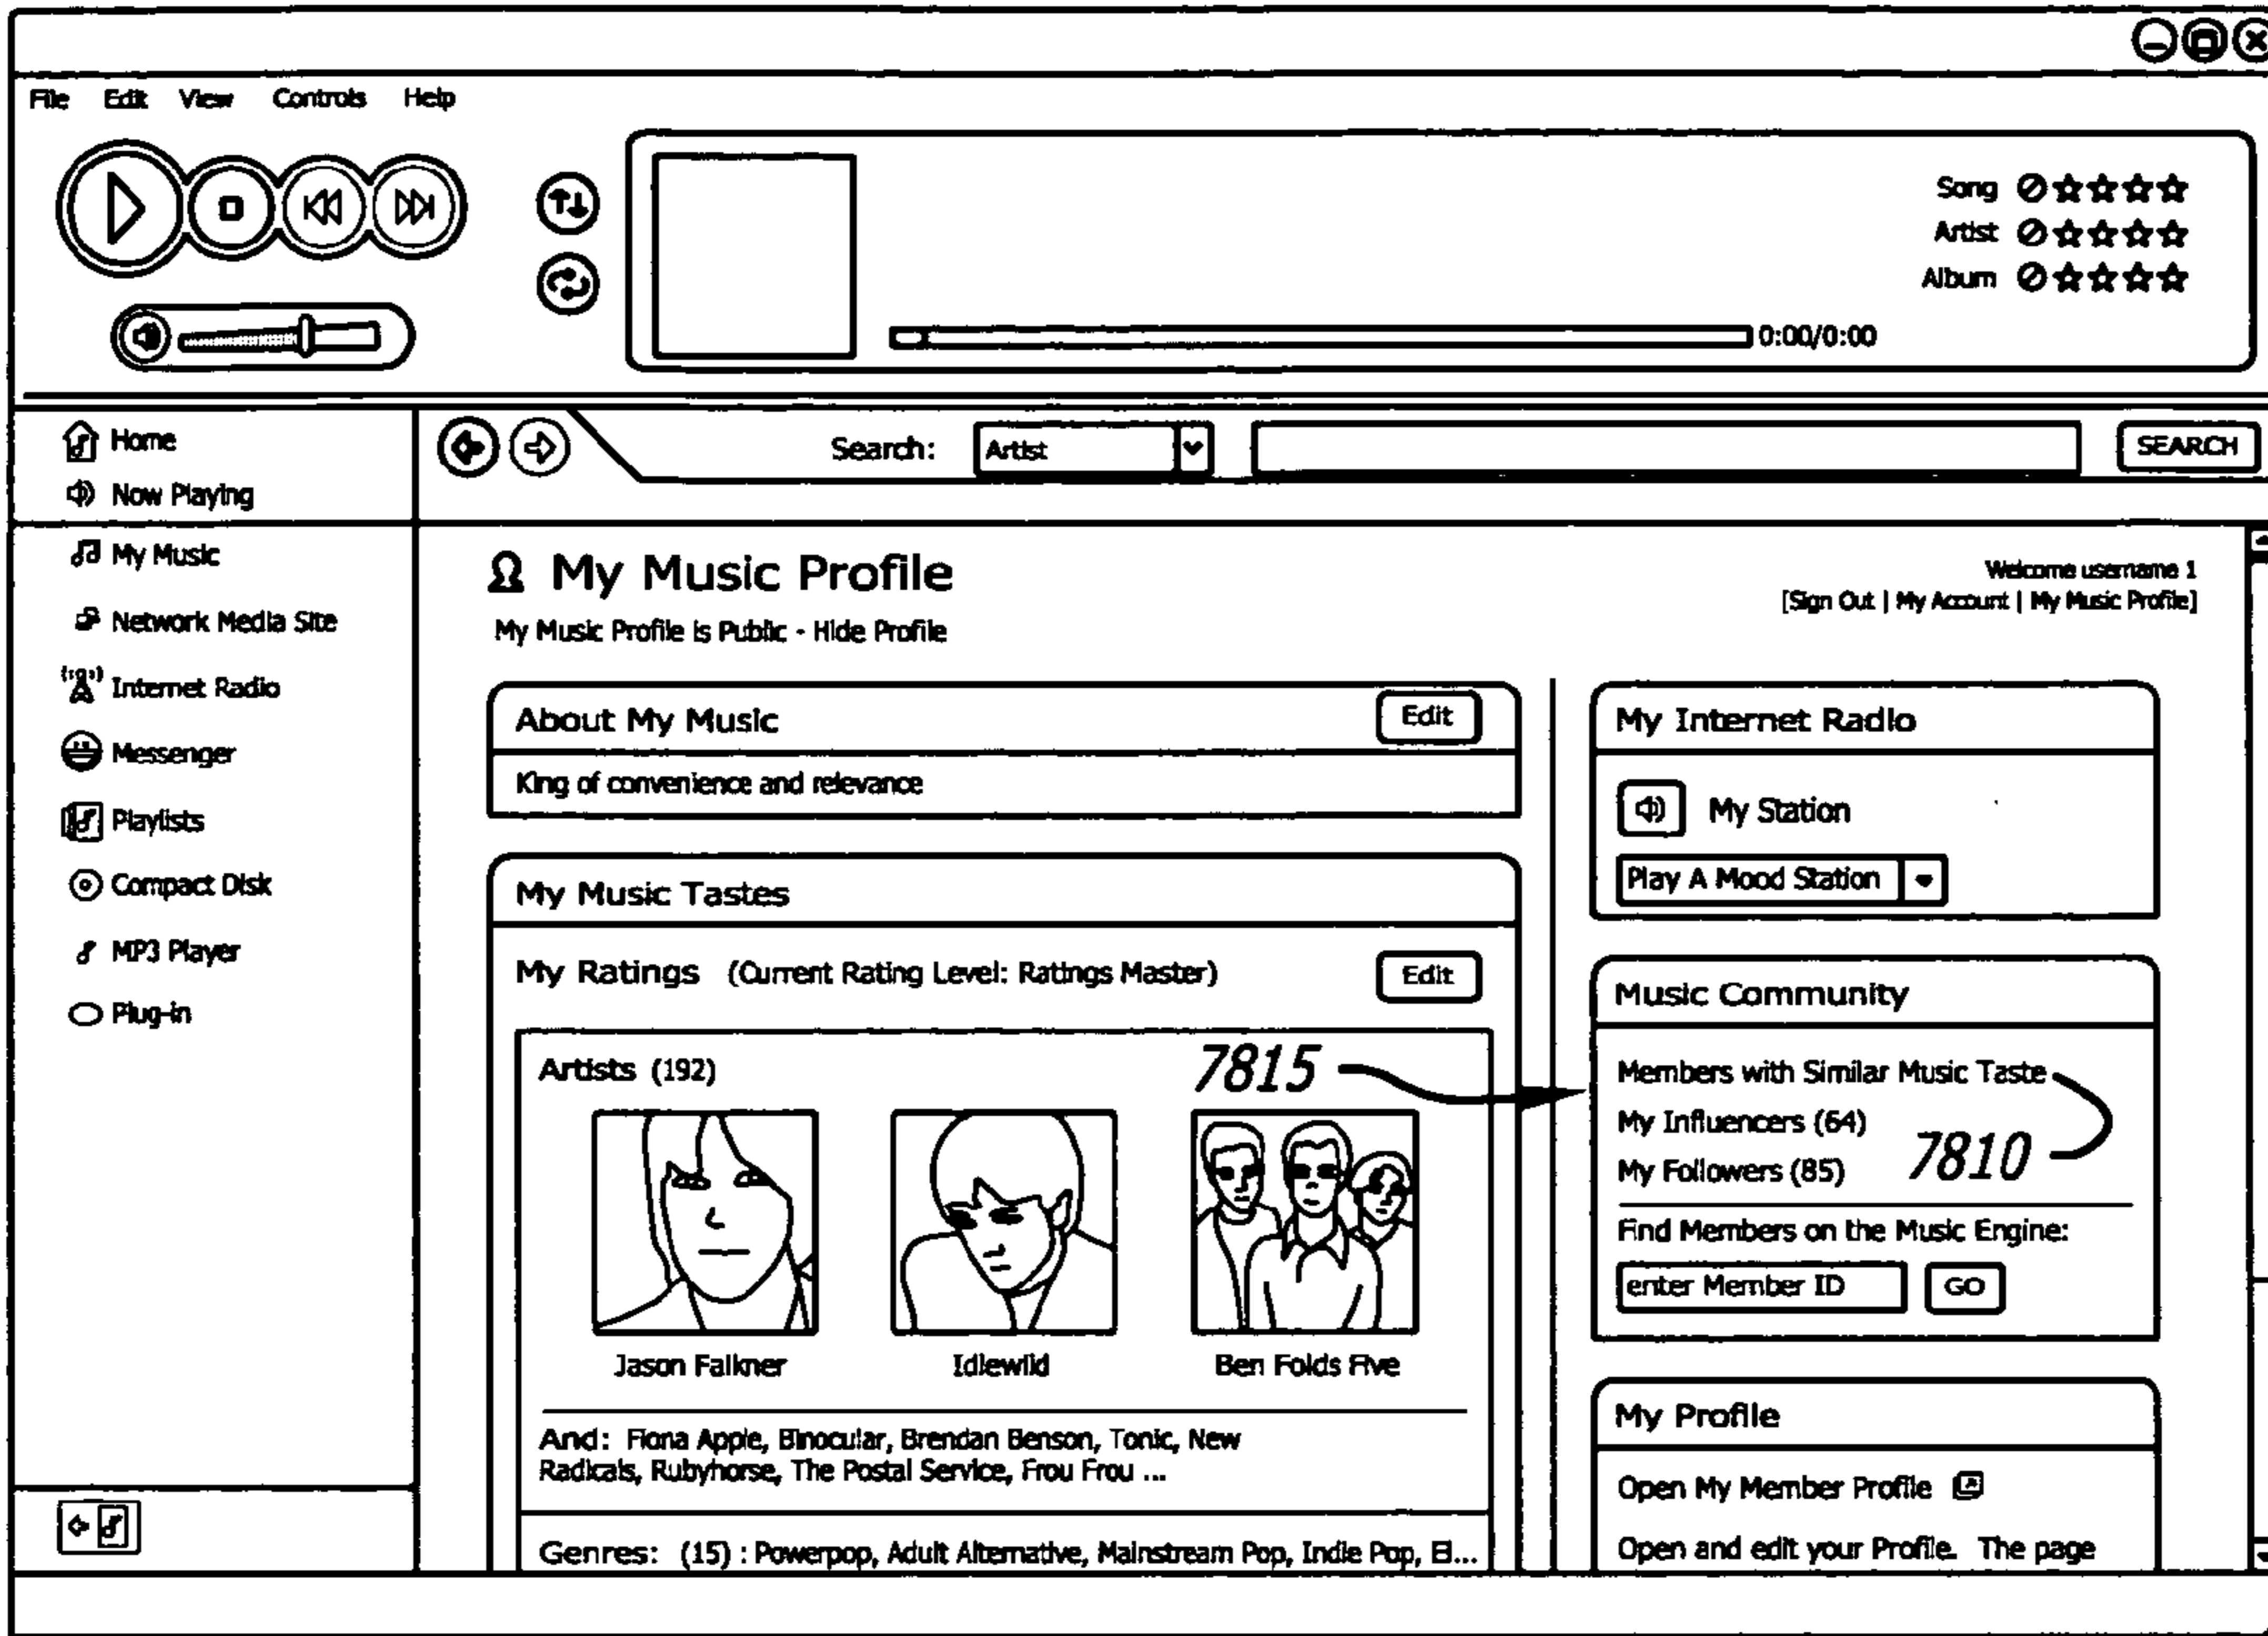 File Edit View Controls Help
Song
Artist
Album
0:00/0:00
Home
Now Playing
Search: Artist SEARCH
My Music
Network Media Site
Internet Radio
Messenger
Playlists
Compact Disk
MP3 Player
Plug-in
My Music Profile
My Music Profile is Public - Hide Profile
Welcome username 1
[Sign Out | My Account | My Music Profile]
About My Music Edit
King of convenience and relevance
My Music Tastes
My Ratings (Current Rating Level: Ratings Master) Edit
Artists (192)
7815
Jason Falkner Idlewild Ben Folds Five
And: Fiona Apple, Binocular, Brendan Benson, Tonic, New
Radicals, Rubyhorse, The Postal Service, Frou Frou ...
Genres: (15) : Powerpop, Adult Alternative, Mainstream Pop, Indie Pop, El...
My Internet Radio
My Station
Play A Mood Station
Music Community
Members with Similar Music Taste
My Influencers (64)
My Followers (85)
7810
Find Members on the Music Engine:
enter Member ID GO
My Profile
Open My Member Profile
Open and edit your Profile. The page